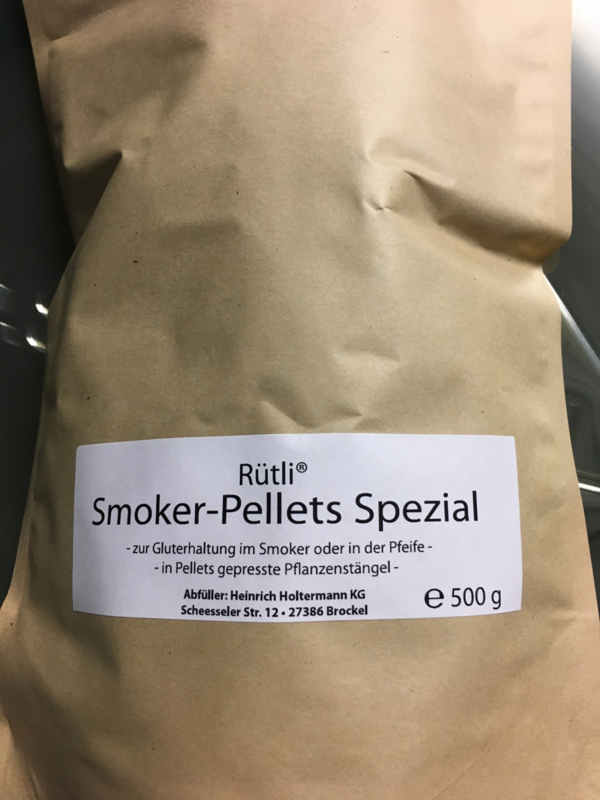 Rütli®
Smoker-Pellets Spezial
- zur Gluterhaltung im Smoker oder in der Pfeife -
- in Pellets gepresste Pflanzenstängel -
Abfüller: Heinrich Holtermann KG
Scheesseler Str. 12 • 27386 Brockel
℮ 500 g